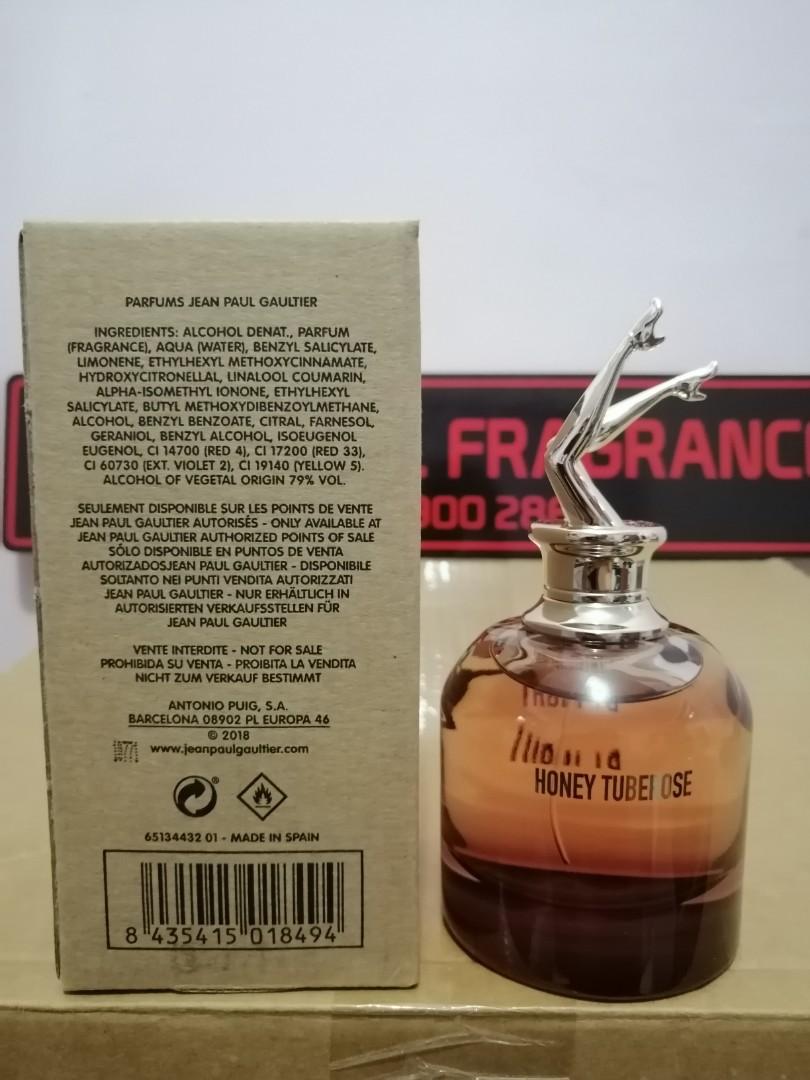 PARFUMS JEAN PAUL GAULTIER
INGREDIENTS: ALCOHOL DENAT., PARFUM
(FRAGRANCE), AQUA (WATER), BENZYL SALICYLATE,
LIMONENE, ETHYLHEXYL METHOXYCINNAMATE,
HYDROXYCITRONELLAL, LINALOOL COUMARIN,
ALPHA-ISOMETHYL IONONE, ETHYLHEXYL
SALICYLATE, BUTYL METHOXYDIBENZOYLMETHANE,
ALCOHOL, BENZYL BENZOATE, CITRAL, FARNESOL,
GERANIOL, BENZYL ALCOHOL, ISOEUGENOL
EUGENOL, CI 14700 (RED 4), CI 17200 (RED 33),
CI 60730 (EXT. VIOLET 2), CI 19140 (YELLOW 5).
ALCOHOL OF VEGETAL ORIGIN 79% VOL.
SEULEMENT DISPONIBLE SUR LES POINTS DE VENTE
JEAN PAUL GAULTIER AUTORISÉS - ONLY AVAILABLE AT
JEAN PAUL GAULTIER AUTHORIZED POINTS OF SALE
SÓLO DISPONIBLE EN PUNTOS DE VENTA
AUTORIZADOSJEAN PAUL GAULTIER - DISPONIBILE
SOLTANTO NEI PUNTI VENDITA AUTORIZZATI
JEAN PAUL GAULTIER - NUR ERHÄLTLICH IN
AUTORISIERTEN VERKAUFSSTELLEN FÜR
JEAN PAUL GAULTIER
VENTE INTERDITE - NOT FOR SALE
PROHIBIDA SU VENTA - PROIBITA LA VENDITA
NICHT ZUM VERKAUF BESTIMMT
ANTONIO PUIG, S.A.
BARCELONA 08902 PL EUROPA 46
© 2018
www.jeanpaulgaultier.com
65134432 01 - MADE IN SPAIN
8 435415 018494
FRAGRANC
HONEY TUBEROSE